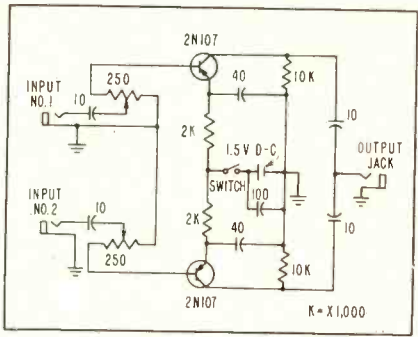 2N107
250
40
10K
INPUT
NO.1
10
10
2K
1.5V D-C
OUTPUT
JACK
SWITCH
100
INPUT
NO.2
10
2K
40
10
250
10K
2N107
K = X1,000